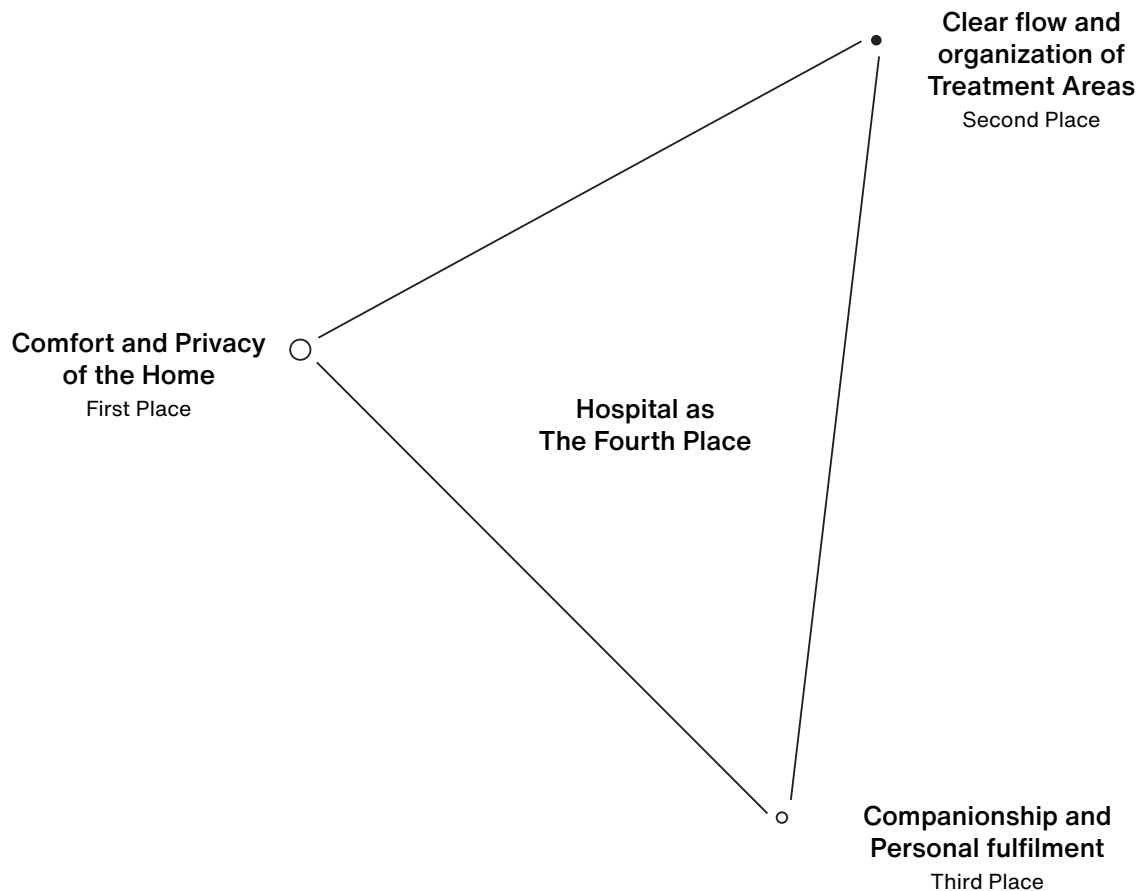 Clear flow and
organization of
Treatment Areas
Second Place
Comfort and Privacy
of the Home
First Place
Hospital as
The Fourth Place
Companionship and
Personal fulfilment
Third Place